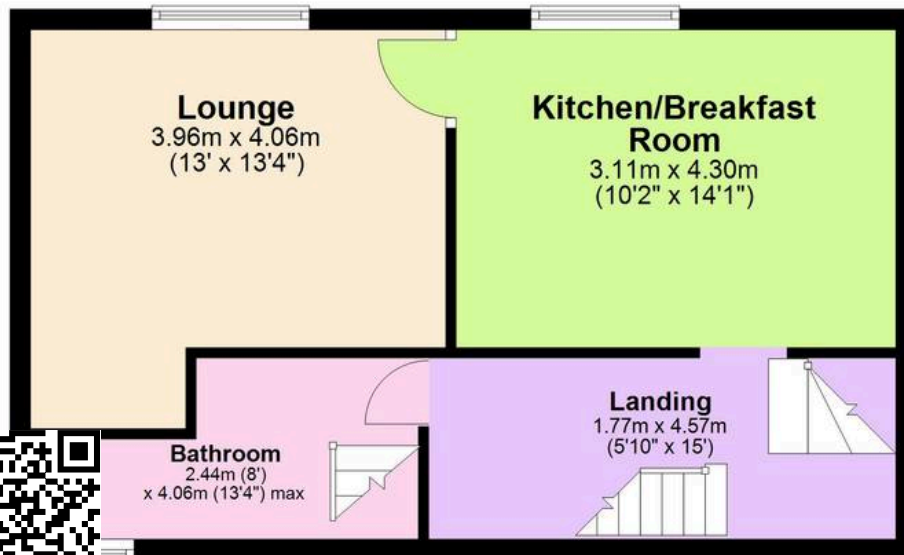 Lounge
3.96m x 4.06m
(13' x 13'4")
Kitchen/Breakfast
Room
3.11m x 4.30m
(10'2" x 14'1")
Landing
1.77m x 4.57m
(5'10" x 15')
Bathroom
2.44m (8')
x 4.06m (13'4") max